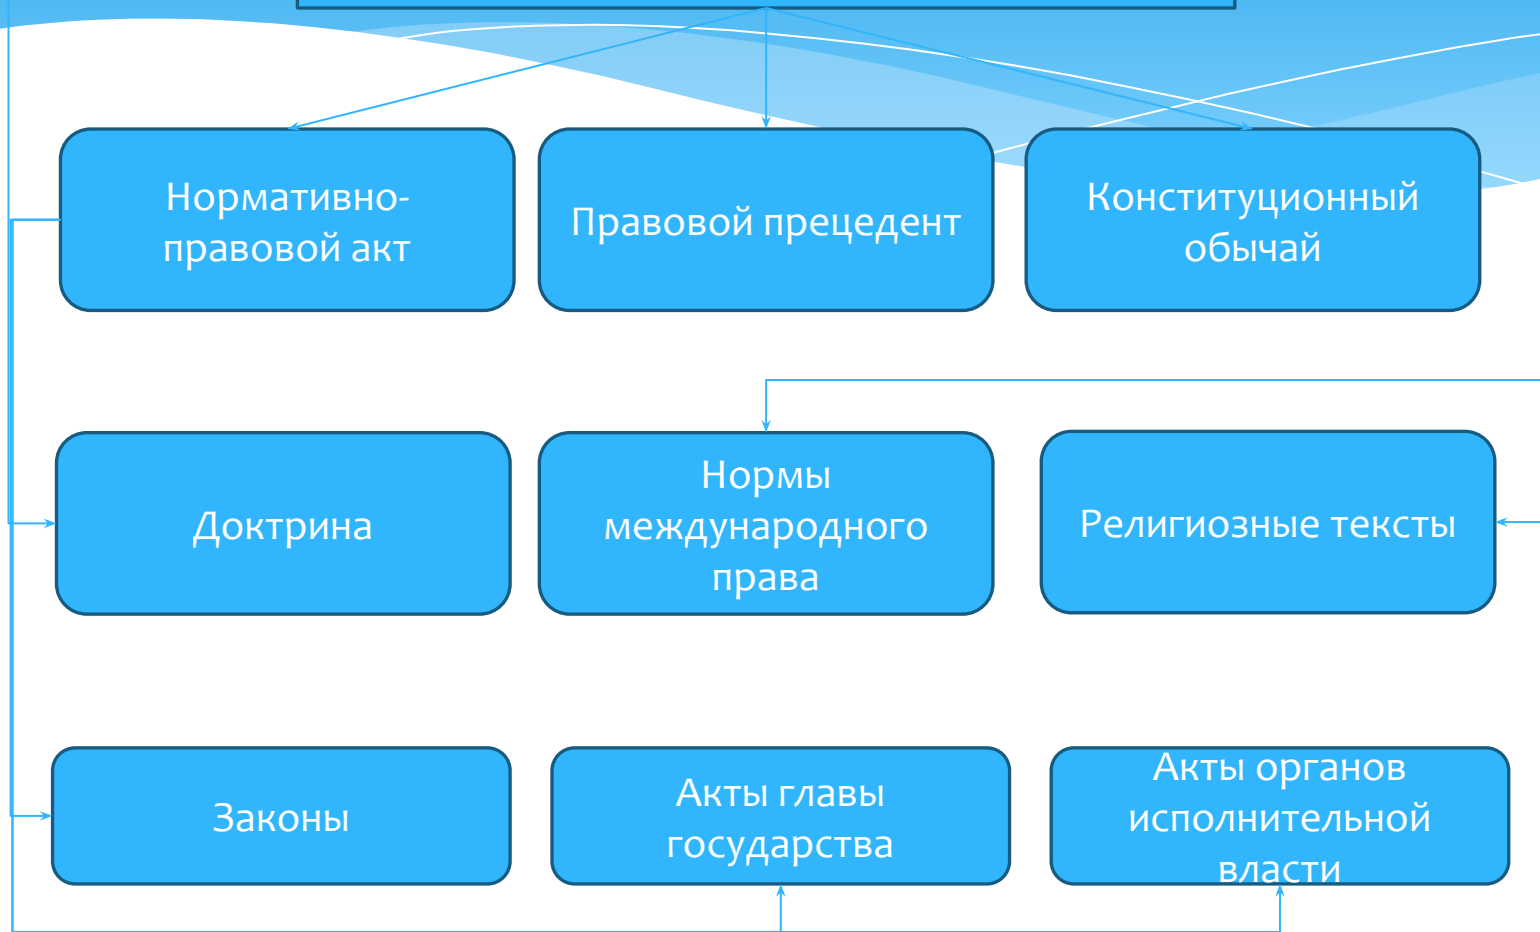 Нормативно-
правовой акт
Правовой прецедент
Конституционный
обычай
Доктрина
Нормы
международного
права
Религиозные тексты
Законы
Акты главы
государства
Акты органов
исполнительной
власти